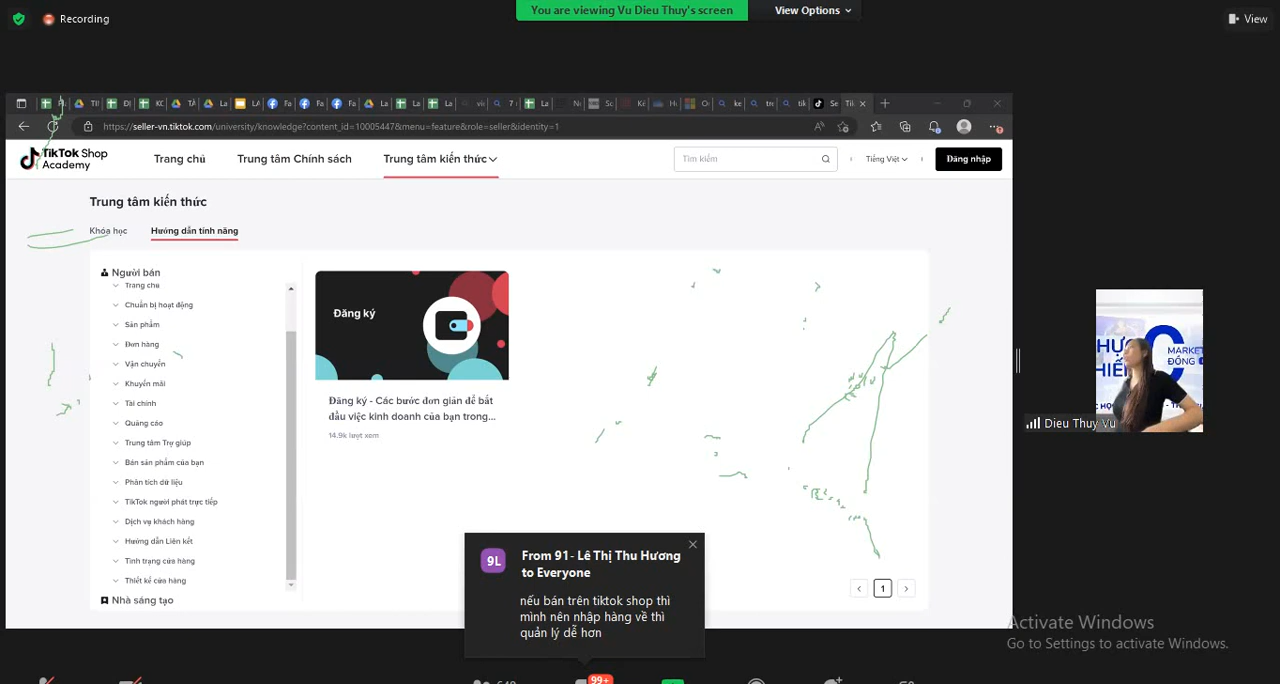 Recording
You are viewing Vu Dieu Thuy's screen
View Options
View
https://seller-vn.tiktok.com/university/knowledge?content_id=10005447&menu=feature&role=seller&identity=1
TikTok Shop
Academy
Trang chủ
Trung tâm Chính sách
Trung tâm kiến thức
Tìm kiếm
Tiếng Việt
Đăng nhập
Trung tâm kiến thức
Khóa học
Hướng dẫn tính năng
Người bán
Trang chủ
Chuẩn bị hoạt động
Sản phẩm
Đơn hàng
Vận chuyển
Khuyến mãi
Tài chính
Quảng cáo
Trung tâm Trợ giúp
Bán sản phẩm của bạn
Phân tích dữ liệu
TikTok người phát trực tiếp
Dịch vụ khách hàng
Hướng dẫn Liên kết
Tình trạng cửa hàng
Thiết kế cửa hàng
Nhà sáng tạo
Đăng ký
Đăng ký - Các bước đơn giản để bắt
đầu việc kinh doanh của bạn trong...
14.9k lượt xem
1
MARKET
ĐỒNG
Dieu Thuy Vu
9L
From 91- Lê Thị Thu Hương
to Everyone
nếu bán trên tiktok shop thì
mình nên nhập hàng về thì
quản lý dễ hơn
Activate Windows
Go to Settings to activate Windows.
99+